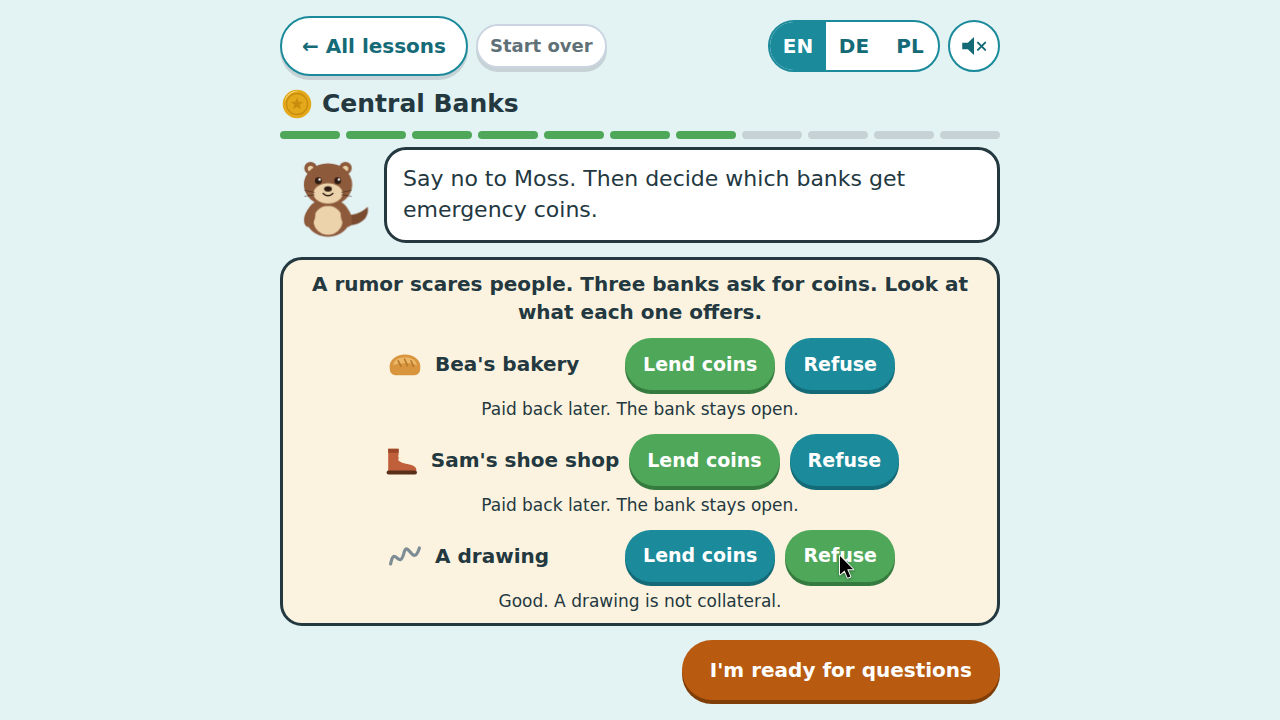 ← All lessons
Start over
EN DE PL
Central Banks
Say no to Moss. Then decide which banks get
emergency coins.
A rumor scares people. Three banks ask for coins. Look at
what each one offers.
Bea's bakery Lend coins Refuse
Paid back later. The bank stays open.
Sam's shoe shop Lend coins Refuse
Paid back later. The bank stays open.
A drawing Lend coins Refuse
Good. A drawing is not collateral.
I'm ready for questions